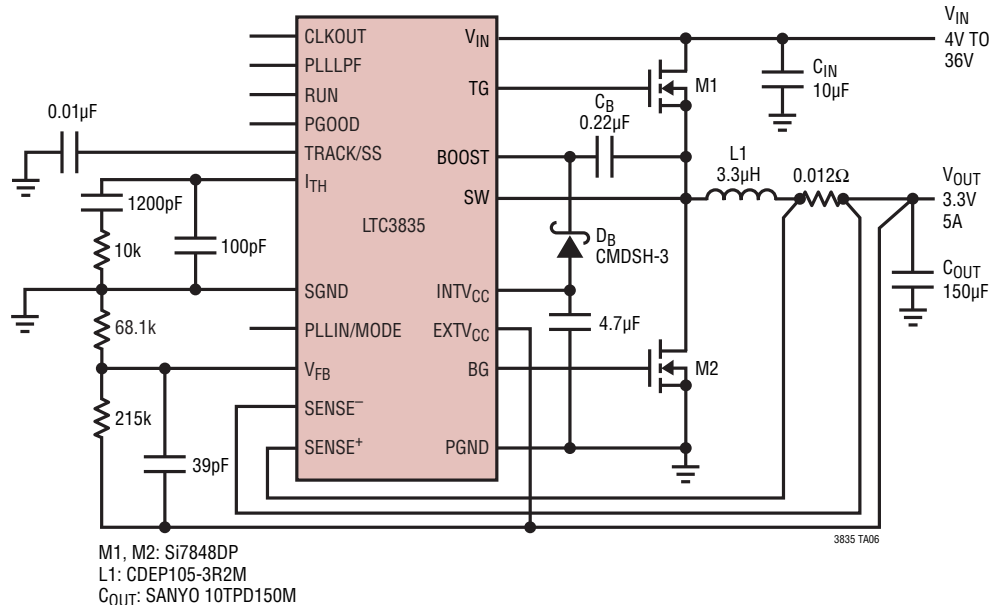 CLKOUT
PLLLPF
RUN
PGOOD
TRACK/SS
ITH
SGND
PLLIN/MODE
VFB
SENSE–
SENSE+
LTC3835
VIN
TG
BOOST
SW
INTVCC
EXTVCC
BG
PGND
0.01µF
1200pF
10k
100pF
68.1k
215k
39pF
CB
0.22µF
DB
CMDSH-3
4.7µF
M1
M2
L1
3.3µH
0.012Ω
CIN
10µF
VIN
4V TO
36V
VOUT
3.3V
5A
COUT
150µF
3835 TA06
M1, M2: Si7848DP
L1: CDEP105-3R2M
COUT: SANYO 10TPD150M